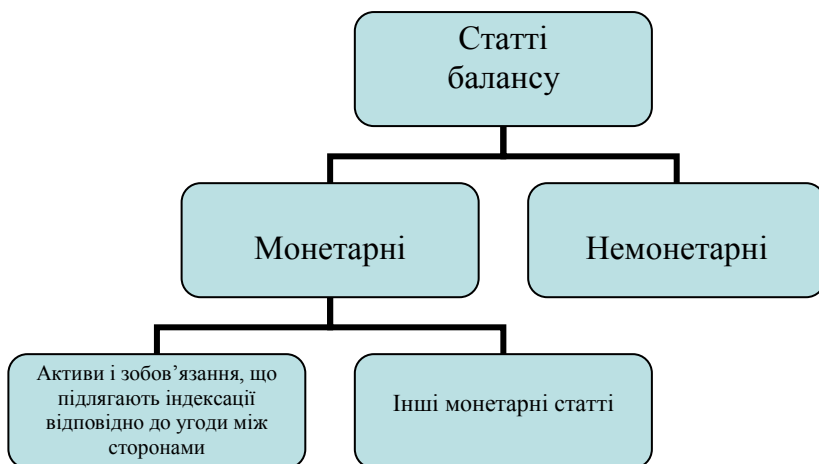 Статті
балансу
Монетарні
Немонетарні
Активи і зобов’язання, що
підлягають індексації
відповідно до угоди між
сторонами
Інші монетарні статті